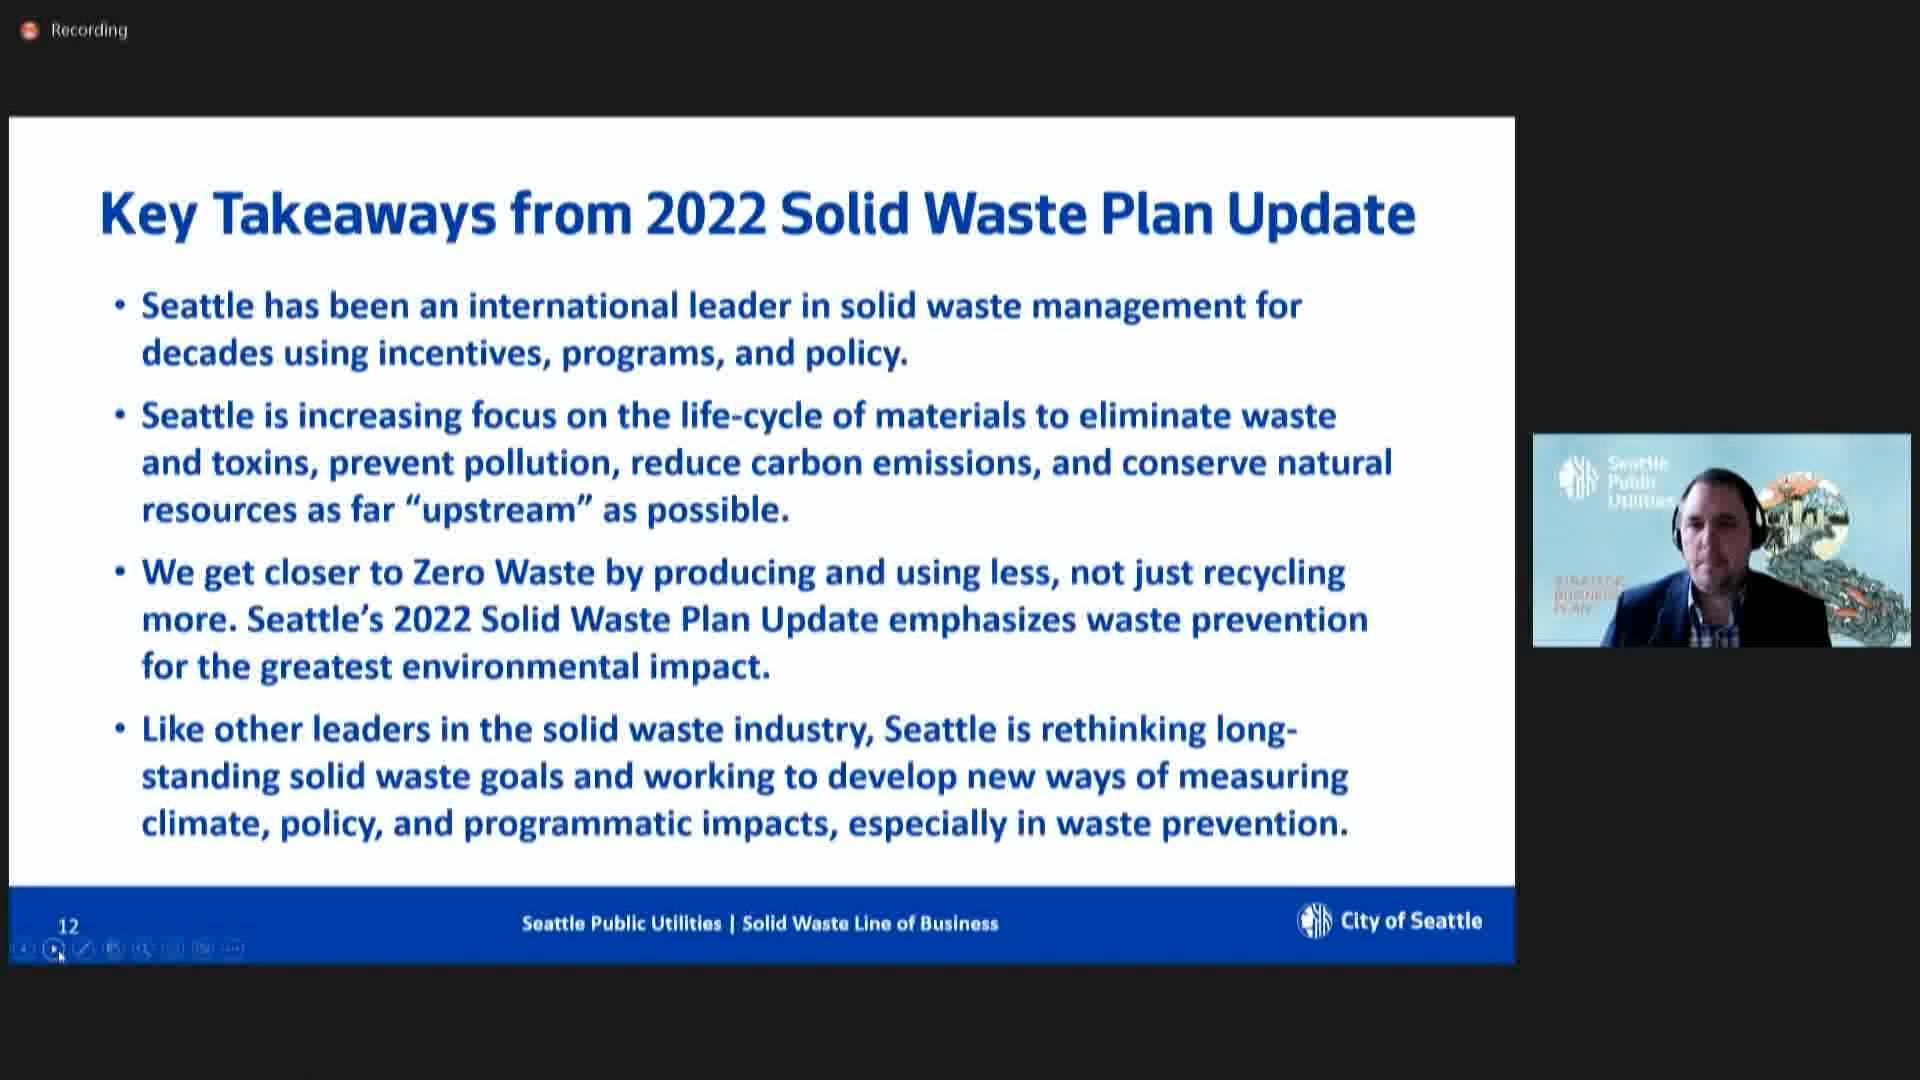 Recording
Key Takeaways from 2022 Solid Waste Plan Update
• Seattle has been an international leader in solid waste management for
decades using incentives, programs, and policy.
• Seattle is increasing focus on the life-cycle of materials to eliminate waste
and toxins, prevent pollution, reduce carbon emissions, and conserve natural
resources as far “upstream” as possible.
• We get closer to Zero Waste by producing and using less, not just recycling
more. Seattle’s 2022 Solid Waste Plan Update emphasizes waste prevention
for the greatest environmental impact.
• Like other leaders in the solid waste industry, Seattle is rethinking long-
standing solid waste goals and working to develop new ways of measuring
climate, policy, and programmatic impacts, especially in waste prevention.
12
Seattle Public Utilities | Solid Waste Line of Business
City of Seattle
Seattle
Public
Utilities
BUSINESS
PLAN